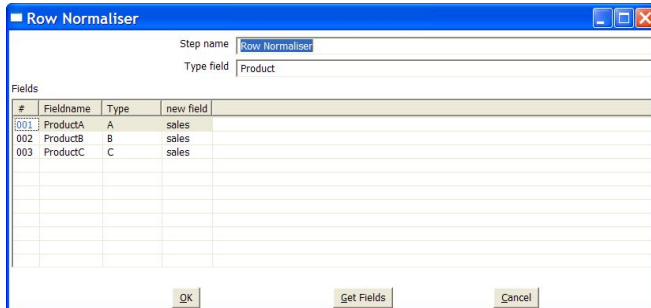 Row Normaliser
Step name Row Normaliser
Type field Product
Fields
# Fieldname Type new field
001 ProductA A sales
002 ProductB B sales
003 ProductC C sales
OK Get Fields Cancel